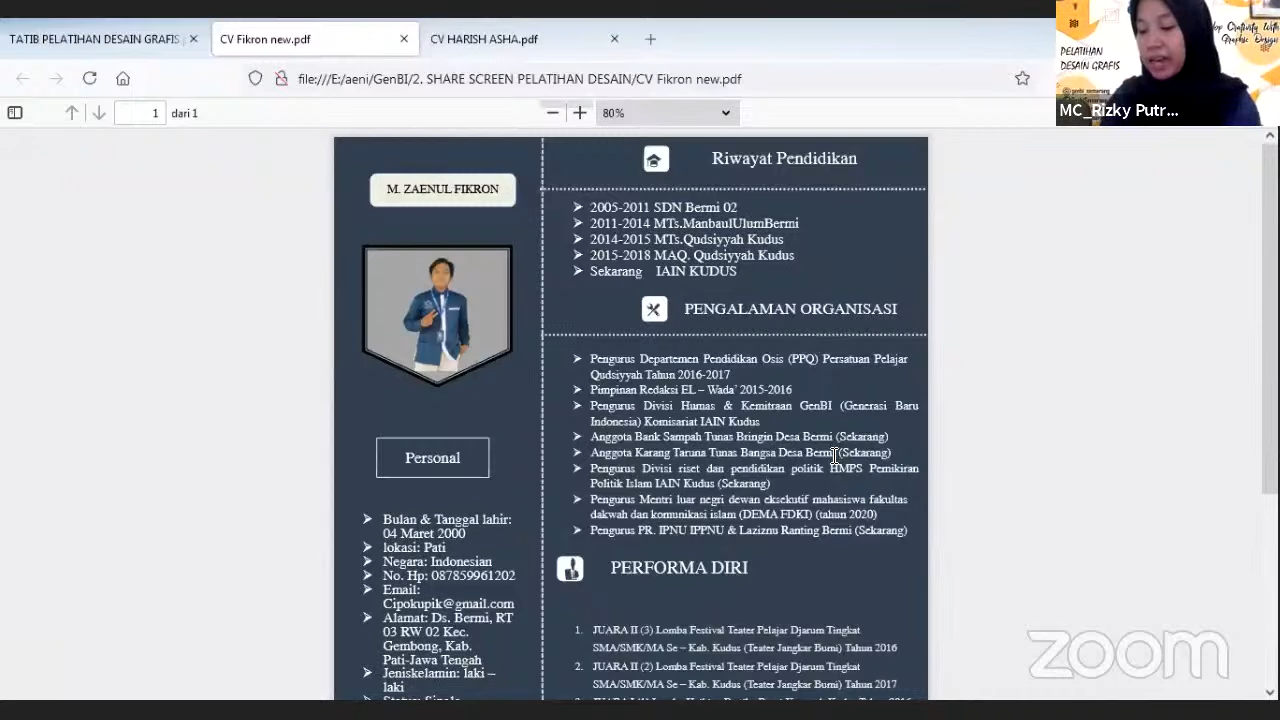 TATIB PELATIHAN DESAIN GRAFIS
CV Fikron new.pdf
CV HARISH ASHA.pdf
file:///E:/aeni/GenBI/2. SHARE SCREEN PELATIHAN DESAIN/CV Fikron new.pdf
1 dari 1
80%
PELATIHAN
DESAIN GRAFIS
Graphic Design
MC_Rizky Putr...
M. ZAENUL FIKRON
Personal
Bulan & Tanggal lahir:
04 Maret 2000
lokasi: Pati
Negara: Indonesian
No. Hp: 087859961202
Email:
Cipokupik@gmail.com
Alamat: Ds. Bermi, RT
03 RW 02 Kec.
Gembong, Kab.
Pati-Jawa Tengah
Jeniskelamin: laki –
laki
Riwayat Pendidikan
2005-2011 SDN Bermi 02
2011-2014 MTs.ManbaulUlumBermi
2014-2015 MTs.Qudsiyyah Kudus
2015-2018 MAQ. Qudsiyyah Kudus
Sekarang IAIN KUDUS
PENGALAMAN ORGANISASI
Pengurus Departemen Pendidikan Osis (PPQ) Persatuan Pelajar
Qudsiyyah Tahun 2016-2017
Pimpinan Redaksi EL – Wada' 2015-2016
Pengurus Divisi Humas & Kemitraan GenBI (Generasi Baru
Indonesia) Komisariat IAIN Kudus
Anggota Bank Sampah Tunas Bringin Desa Bermi (Sekarang)
Anggota Karang Taruna Tunas Bangsa Desa Bermi (Sekarang)
Pengurus Divisi riset dan pendidikan politik HMPS Pemikiran
Politik Islam IAIN Kudus (Sekarang)
Pengurus Mentri luar negri dewan eksekutif mahasiswa fakultas
dakwah dan komunikasi islam (DEMA FDKI) (tahun 2020)
Pengurus PR. IPNU IPPNU & Laziznu Ranting Bermi (Sekarang)
PERFORMA DIRI
1. JUARA II (3) Lomba Festival Teater Pelajar Djarum Tingkat
SMA/SMK/MA Se – Kab. Kudus (Teater Jangkar Bumi) Tahun 2016
2. JUARA II (2) Lomba Festival Teater Pelajar Djarum Tingkat
SMA/SMK/MA Se – Kab. Kudus (Teater Jangkar Bumi) Tahun 2017
zoom